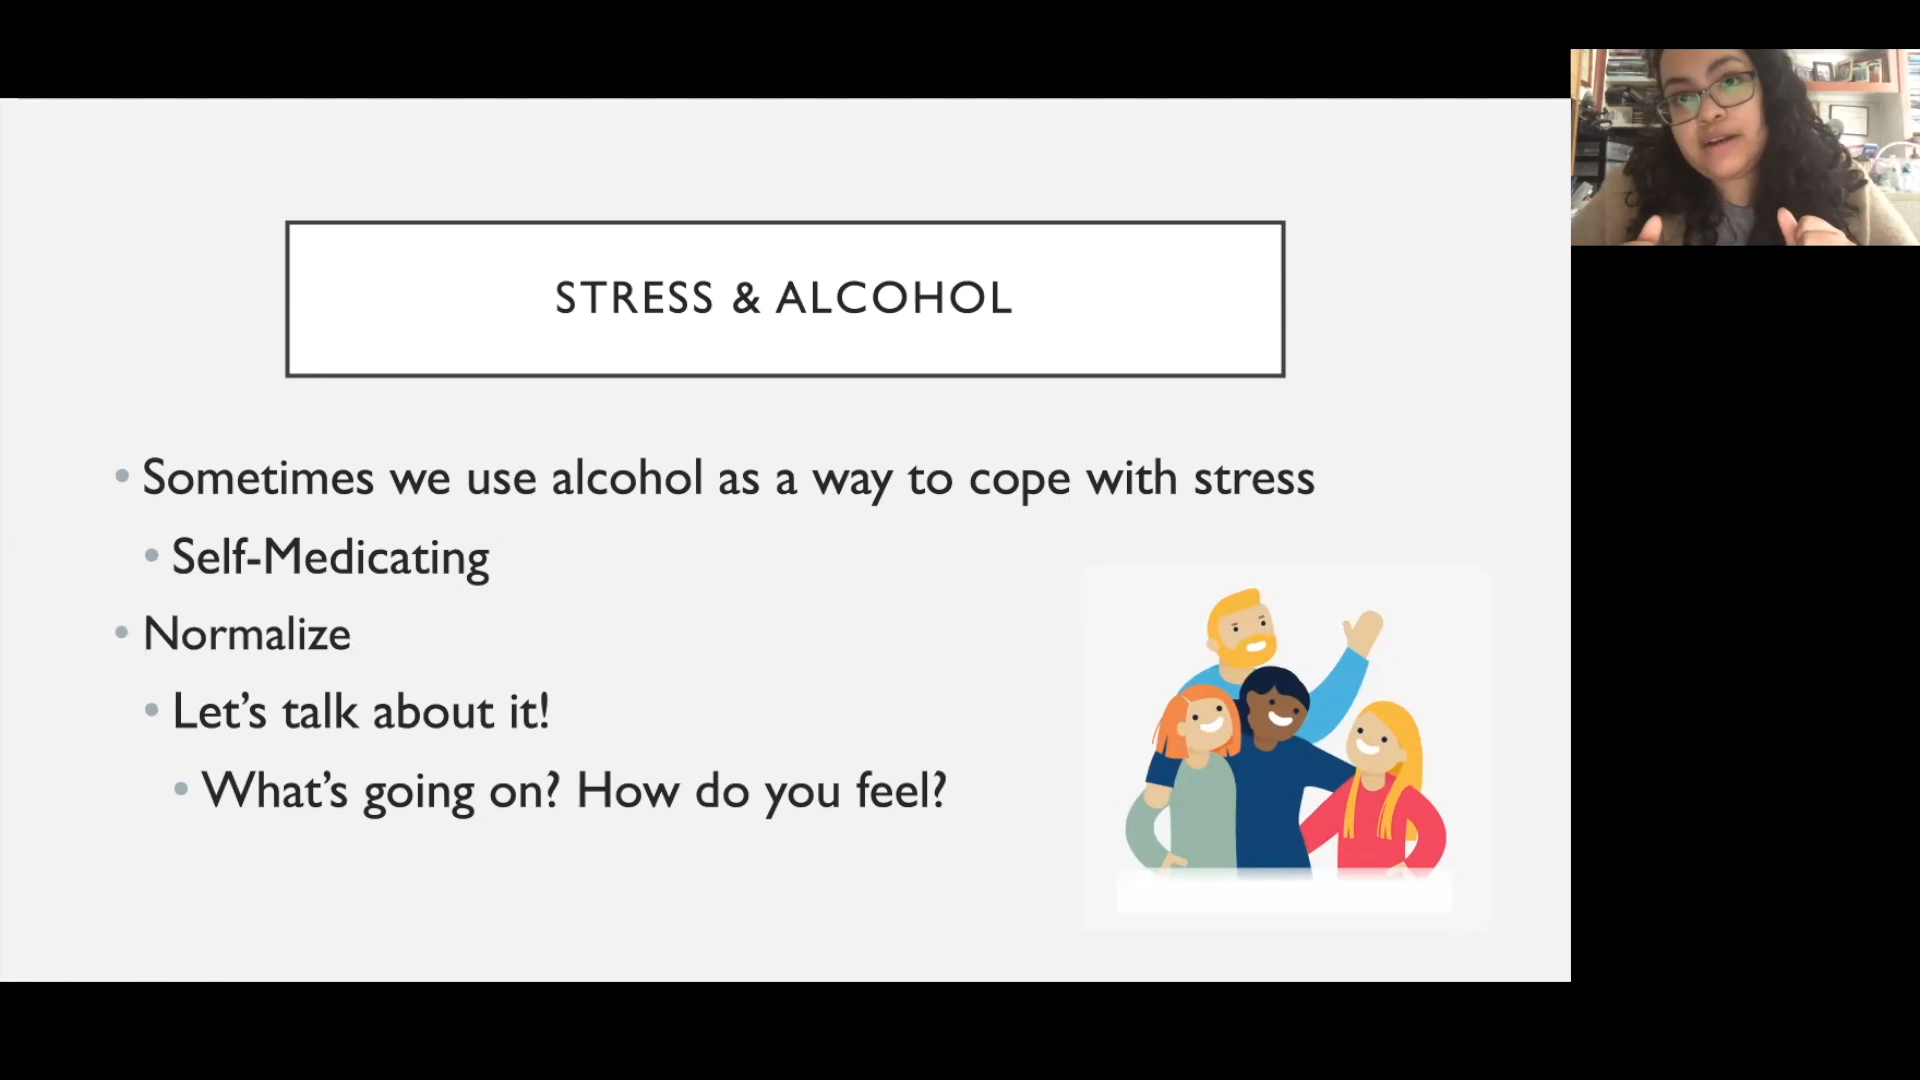 STRESS & ALCOHOL
• Sometimes we use alcohol as a way to cope with stress
• Self-Medicating
• Normalize
• Let’s talk about it!
• What’s going on? How do you feel?